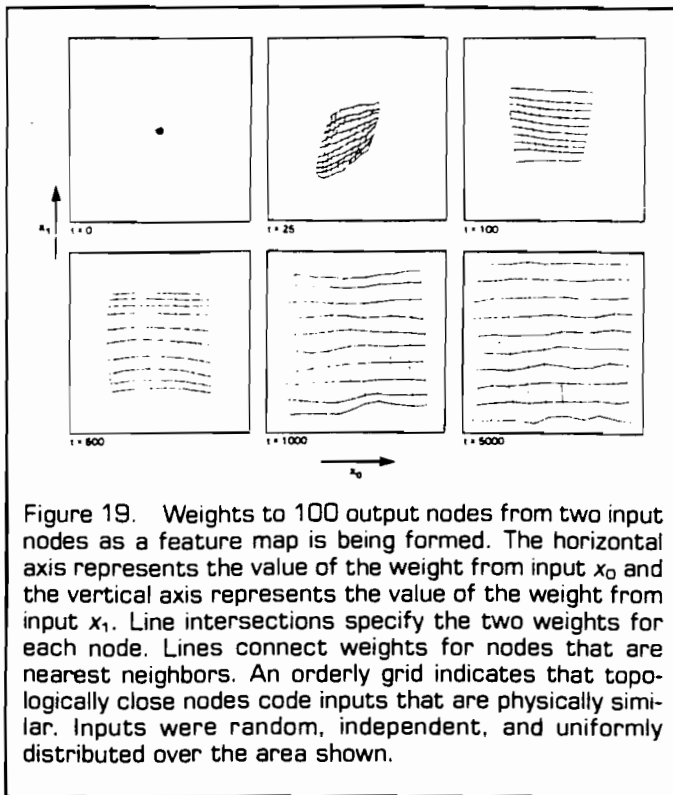 x₁
t = 0
t = 25
t = 100
t = 500
t = 1000
t = 5000
x₀
Figure 19. Weights to 100 output nodes from two input
nodes as a feature map is being formed. The horizontal
axis represents the value of the weight from input x₀ and
the vertical axis represents the value of the weight from
input x₁. Line intersections specify the two weights for
each node. Lines connect weights for nodes that are
nearest neighbors. An orderly grid indicates that topo-
logically close nodes code inputs that are physically simi-
lar. Inputs were random, independent, and uniformly
distributed over the area shown.